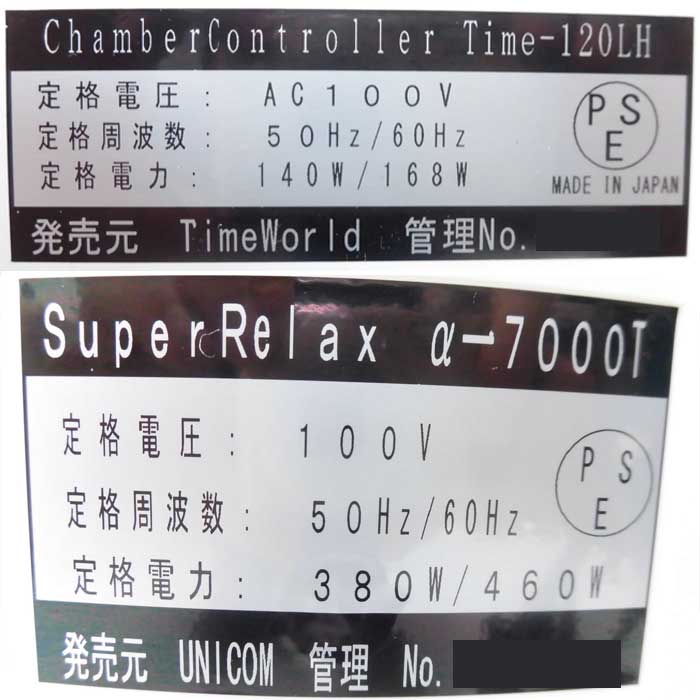 ChamberController Time-120LH
定格電圧: AC100V
定格周波数: 50Hz/60Hz
定格電力: 140W/168W
PSE
MADE IN JAPAN
発売元 TimeWorld 管理No.
SuperRelax α-7000T
定格電圧: 100V
定格周波数: 50Hz/60Hz
定格電力: 380W/460W
PSE
発売元 UNICOM 管理 No.